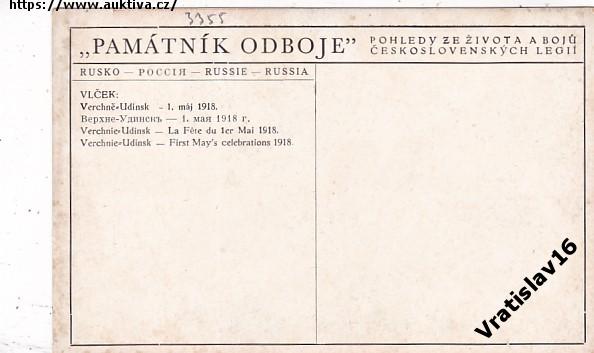 https://www.auktiva.cz/
3355
„PAMÁTNÍK ODBOJE” POHLEDY ZE ŽIVOTA A BOJŮ
ČESKOSLOVENSKÝCH LEGIÍ
RUSKO — РОССІЯ — RUSSIE — RUSSIA
VLČEK:
Verchně-Udinsk - 1. máj 1918.
Верхне-Удинскъ — 1. мая 1918 г.
Verchnie-Udinsk — La Fête du 1er Mai 1918.
Verchnie-Udinsk — First May's celebrations 1918.
Vratislav16